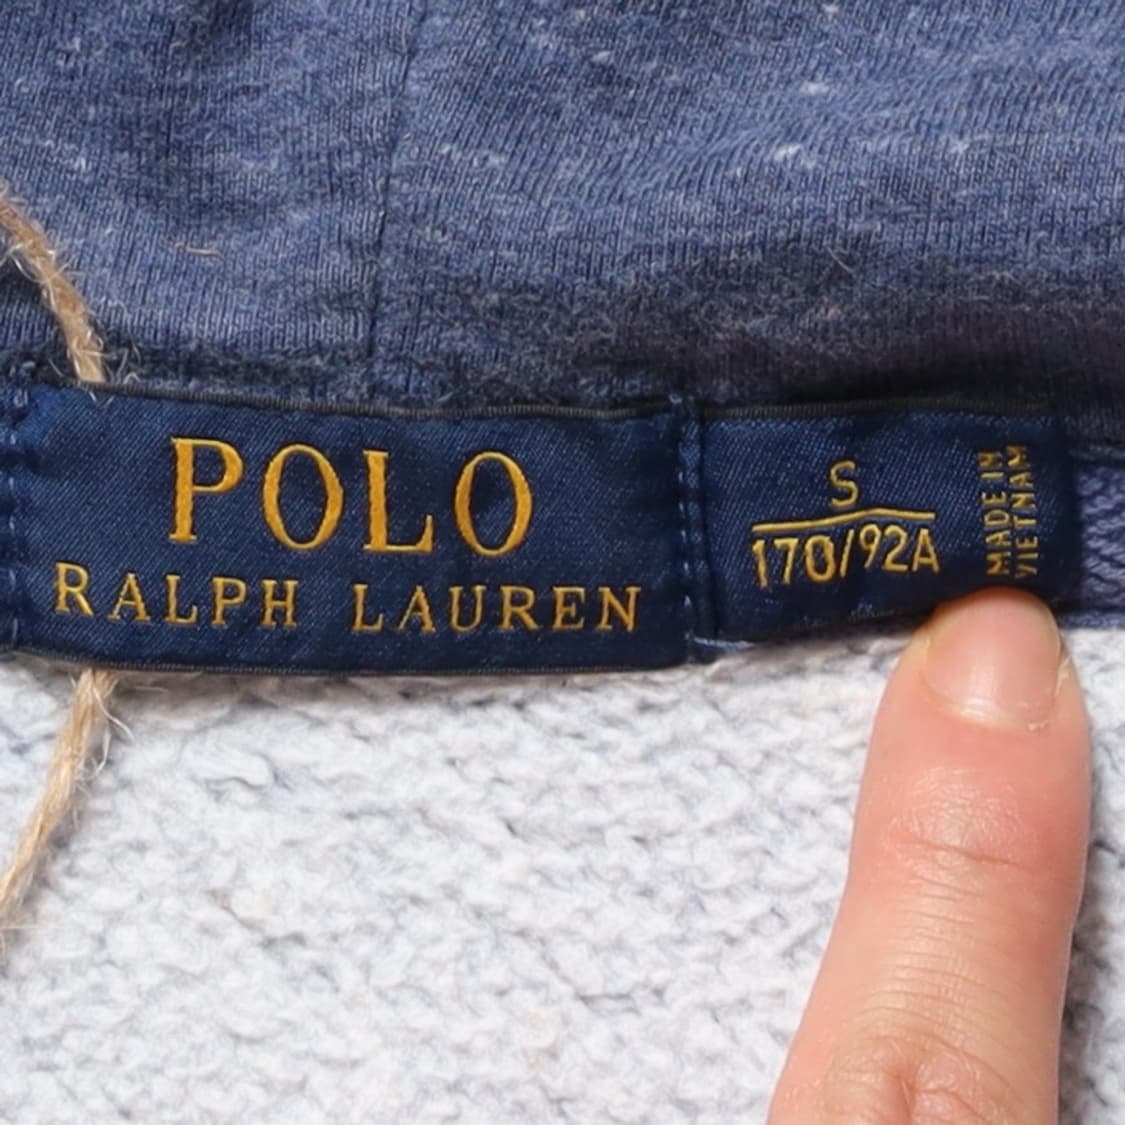 POLO
RALPH LAUREN
S
170/92A
MADE IN
VIETNAM